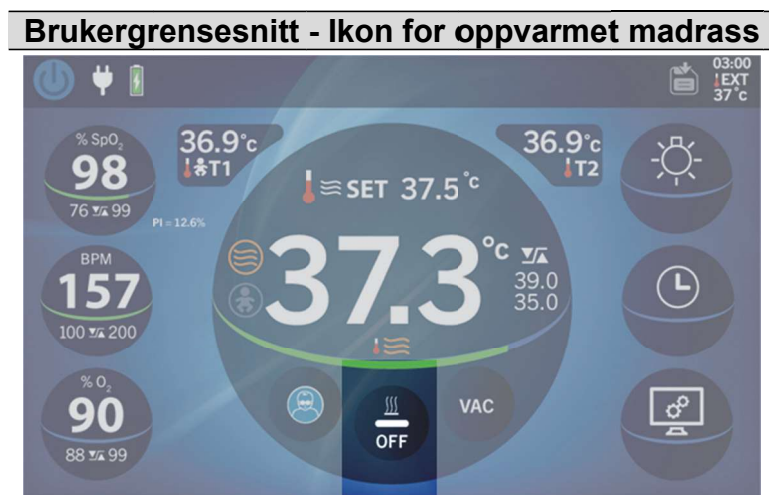 Brukergrensesnitt - Ikon for oppvarmet madrass
03:00
EXT
37°c
% SpO₂
98
76 99
PI = 12.6%
36.9°c
T1
36.9°c
T2
SET 37.5°c
37.3°c
39.0
35.0
BPM
157
100 200
% O₂
90
88 99
OFF
VAC